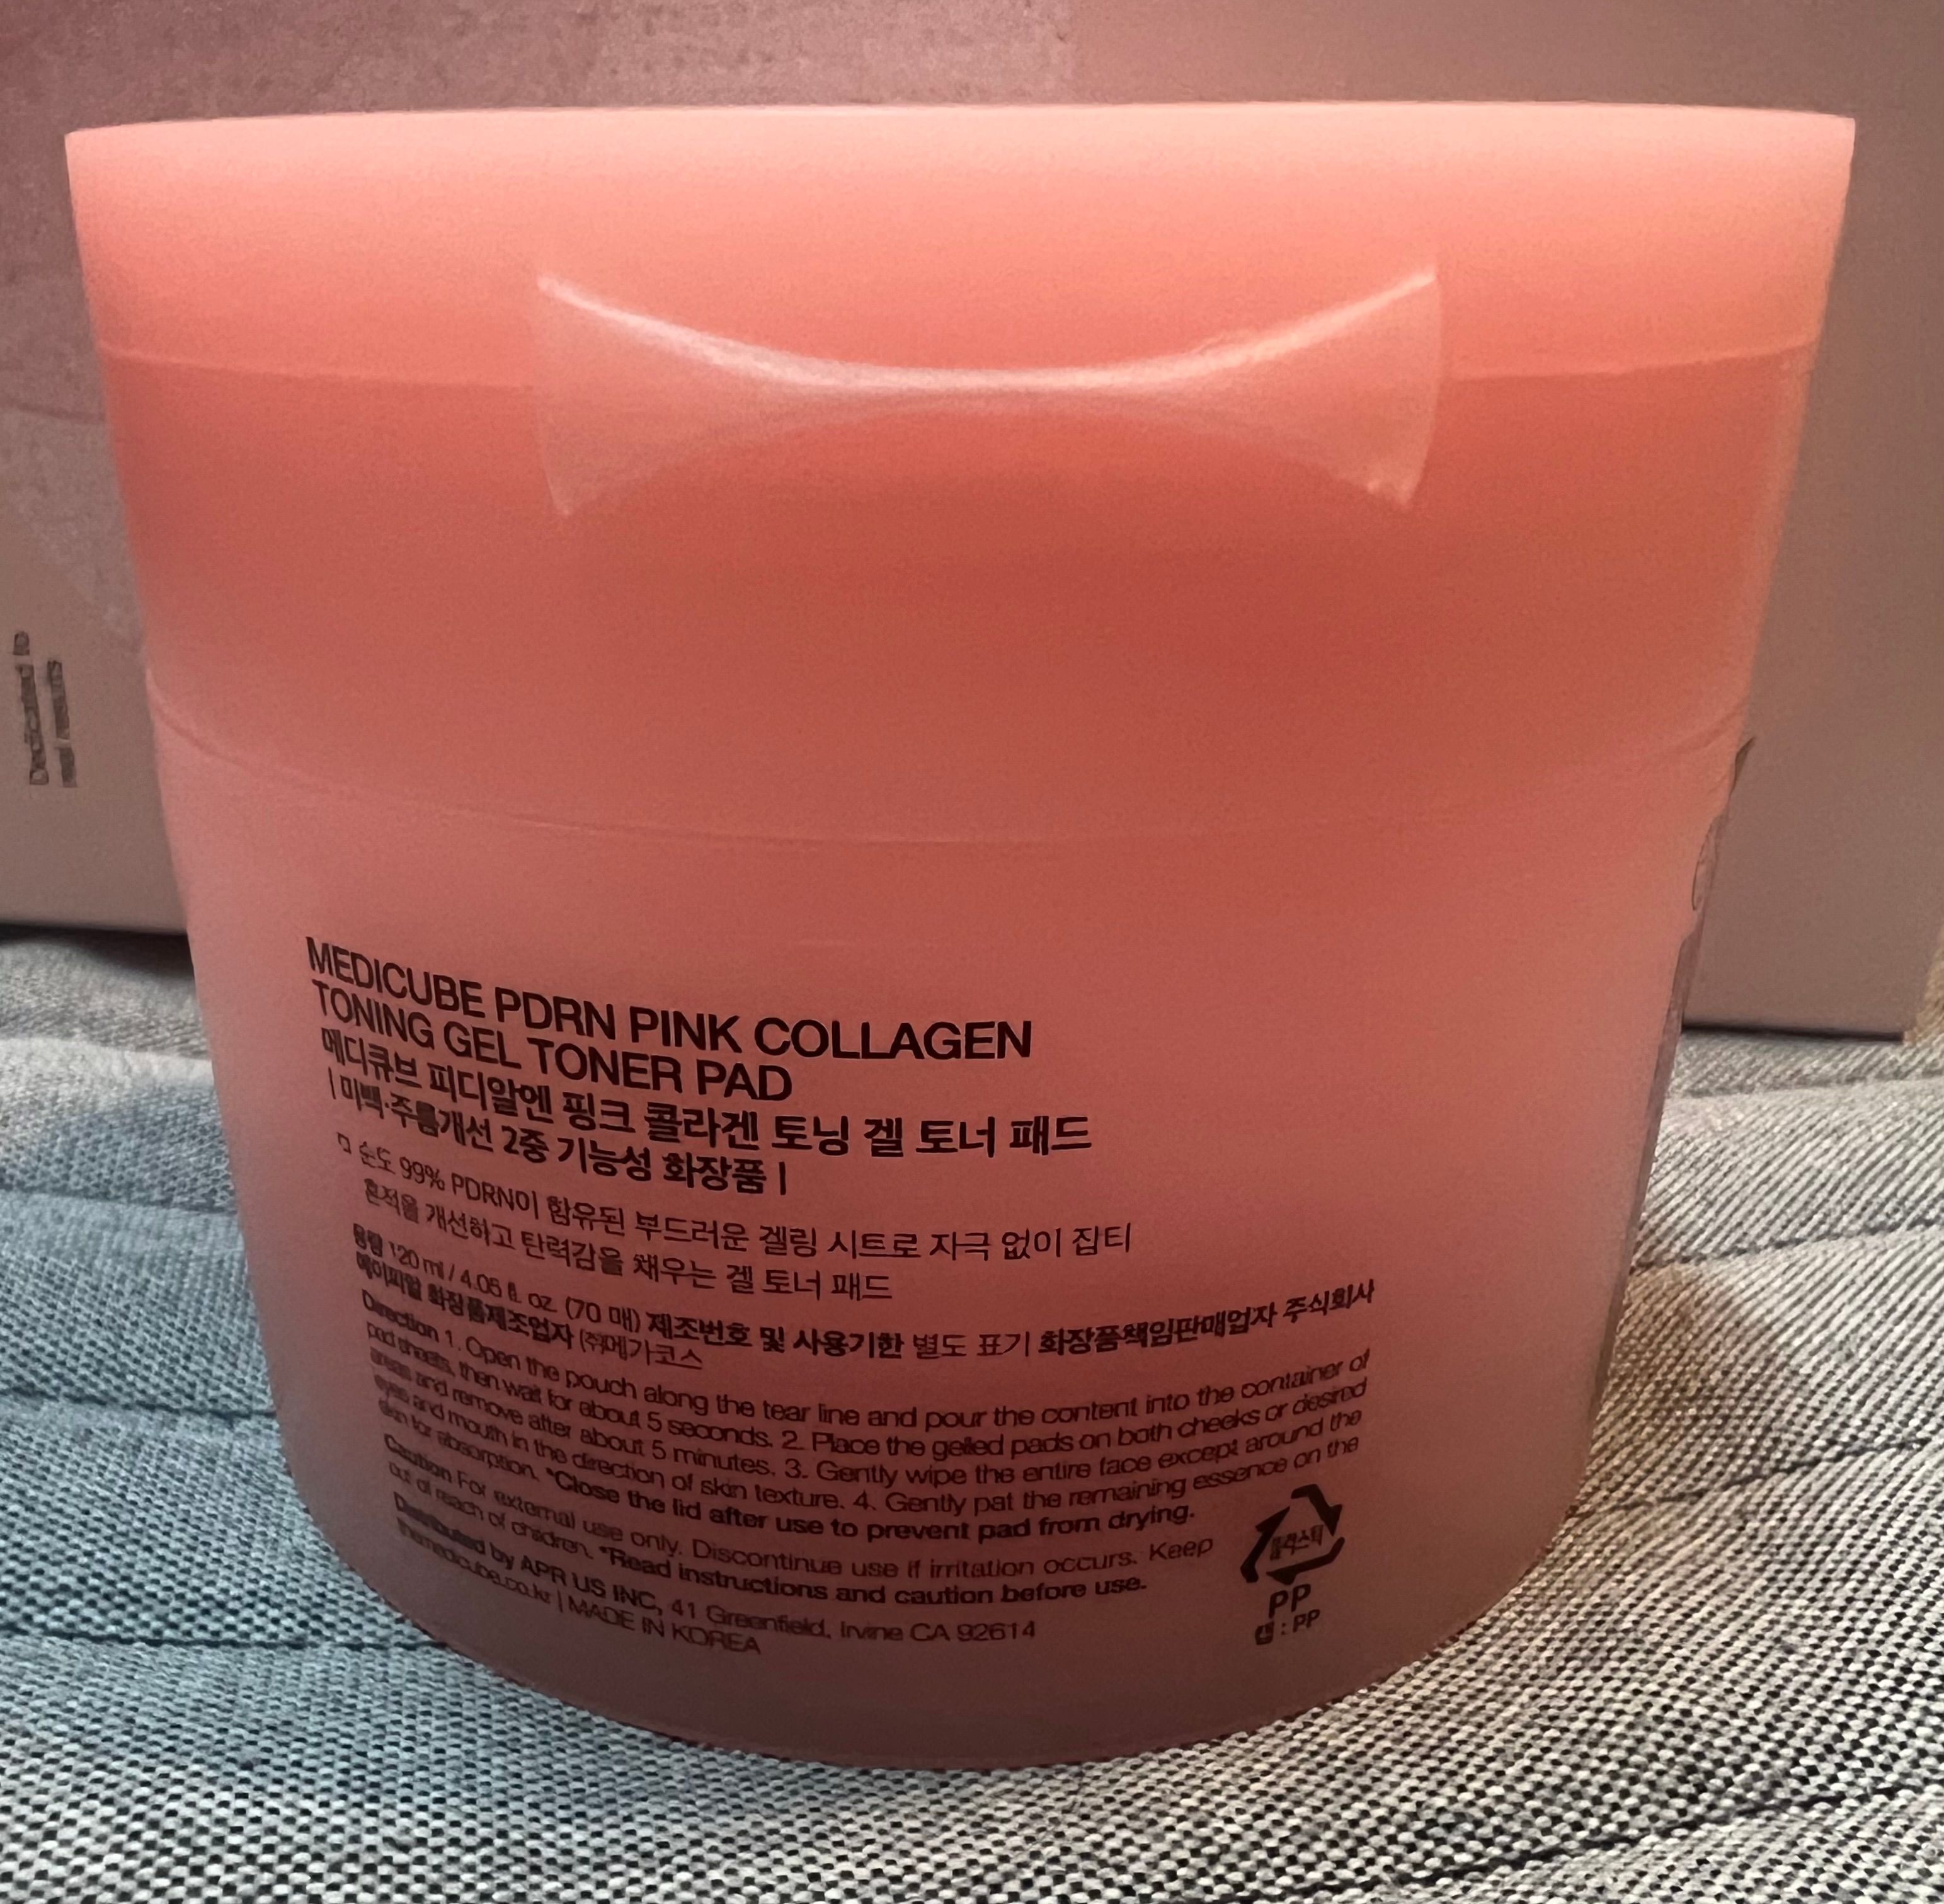 Dedicated to
real results
MEDICUBE PDRN PINK COLLAGEN
TONING GEL TONER PAD
메디큐브 피디알엔 핑크 콜라겐 토닝 겔 토너 패드
| 미백·주름개선 2중 기능성 화장품 |
□ 순도 99% PDRN이 함유된 부드러운 겔링 시트로 자극 없이 잡티
흔적을 개선하고 탄력감을 채우는 겔 토너 패드
용량 120 ml / 4.05 fl. oz. (70 매) 제조번호 및 사용기한 별도 표기 화장품책임판매업자 주식회사
에이피알 화장품제조업자 (주)메가코스
Direction 1. Open the pouch along the tear line and pour the content into the container of
pad sheets, then wait for about 5 seconds. 2. Place the gelled pads on both cheeks or desired
areas and remove after about 5 minutes. 3. Gently wipe the entire face except around the
eyes and mouth in the direction of skin texture. 4. Gently pat the remaining essence on the
skin for absorption. *Close the lid after use to prevent pad from drying.
Caution For external use only. Discontinue use if irritation occurs. Keep
out of reach of children. *Read instructions and caution before use.
Distributed by APR US INC, 41 Greenfield, Irvine CA 92614
themedicube.co.kr | MADE IN KOREA
플라스틱
PP
캡 : PP